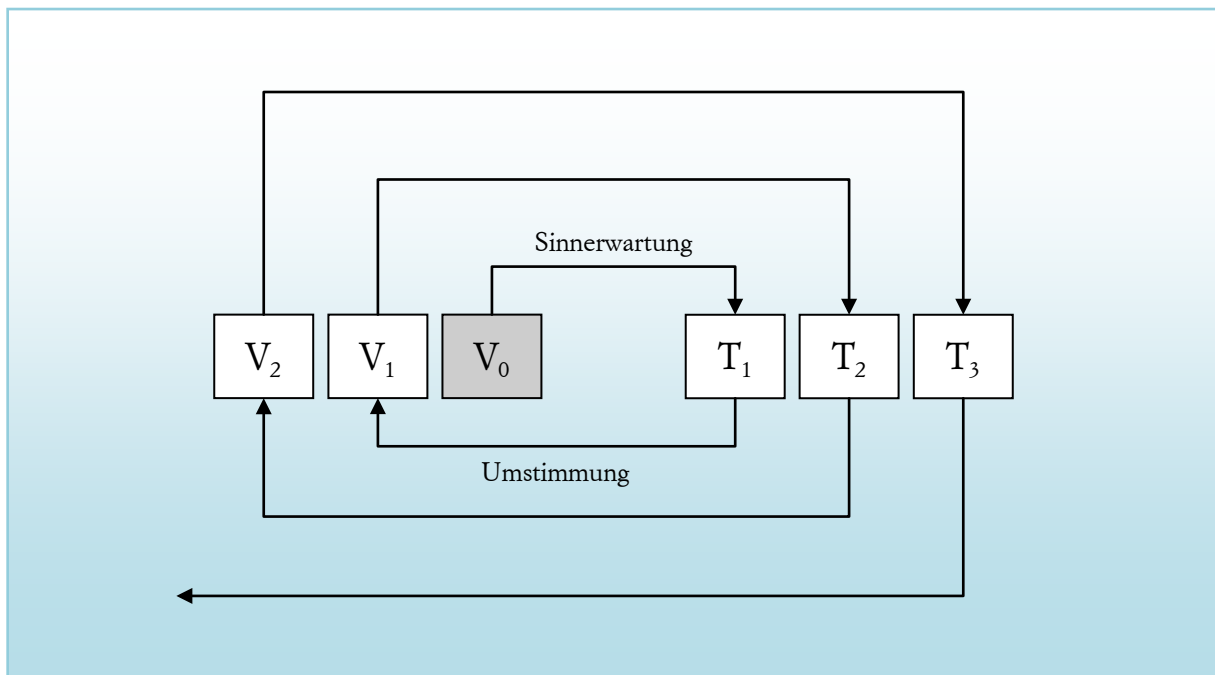 Sinnerwartung
V₂ V₁ V₀ T₁ T₂ T₃
Umstimmung